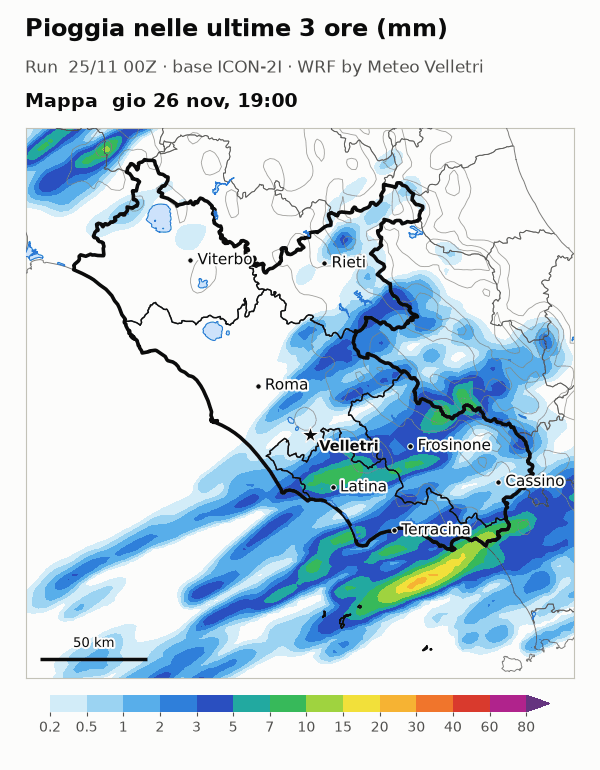 Pioggia nelle ultime 3 ore (mm)
Run  25/11 00Z · base ICON-2I · WRF by Meteo Velletri
Mappa  gio 26 nov, 19:00
Viterbo
Rieti
Roma
Velletri
Frosinone
Latina
Cassino
Terracina
50 km
0.2 0.5 1 2 3 5 7 10 15 20 30 40 60 80